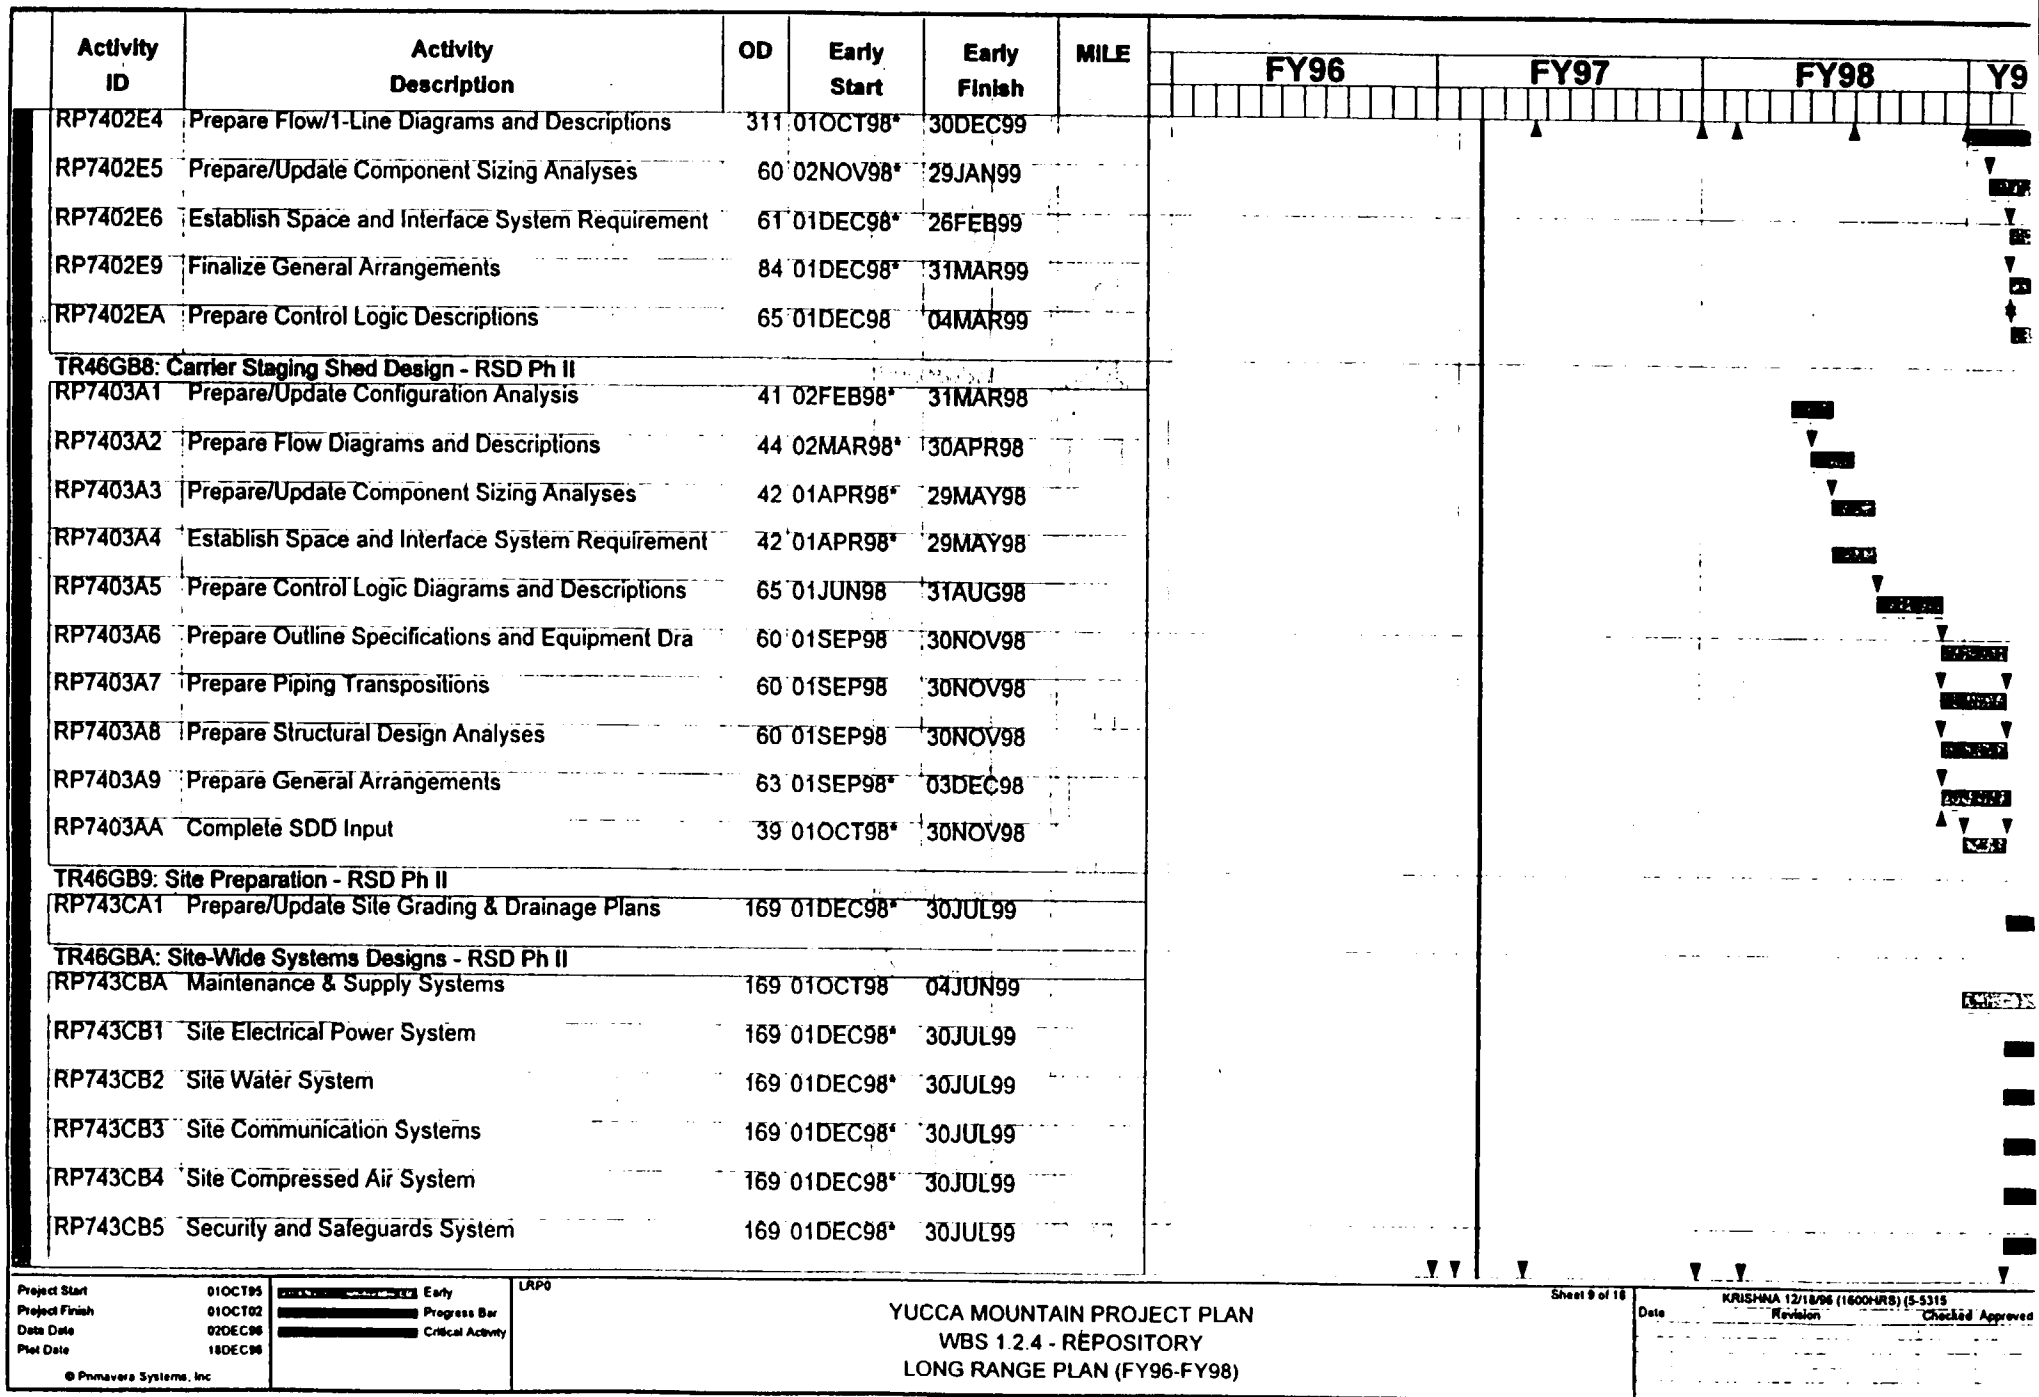 Activity ID Activity Description OD Early Start Early Finish MILE FY96 FY97 FY98 Y9
RP7402E4 Prepare Flow/1-Line Diagrams and Descriptions 311 01OCT98* 30DEC99
RP7402E5 Prepare/Update Component Sizing Analyses 60 02NOV98* 29JAN99
RP7402E6 Establish Space and Interface System Requirement 61 01DEC98* 26FEB99
RP7402E9 Finalize General Arrangements 84 01DEC98* 31MAR99
RP7402EA Prepare Control Logic Descriptions 65 01DEC98 04MAR99
TR46GB8: Carrier Staging Shed Design - RSD Ph II
RP7403A1 Prepare/Update Configuration Analysis 41 02FEB98* 31MAR98
RP7403A2 Prepare Flow Diagrams and Descriptions 44 02MAR98* 30APR98
RP7403A3 Prepare/Update Component Sizing Analyses 42 01APR98* 29MAY98
RP7403A4 Establish Space and Interface System Requirement 42 01APR98* 29MAY98
RP7403A5 Prepare Control Logic Diagrams and Descriptions 65 01JUN98 31AUG98
RP7403A6 Prepare Outline Specifications and Equipment Dra 60 01SEP98 30NOV98
RP7403A7 Prepare Piping Transpositions 60 01SEP98 30NOV98
RP7403A8 Prepare Structural Design Analyses 60 01SEP98 30NOV98
RP7403A9 Prepare General Arrangements 63 01SEP98* 03DEC98
RP7403AA Complete SDD Input 39 01OCT98* 30NOV98
TR46GB9: Site Preparation - RSD Ph II
RP743CA1 Prepare/Update Site Grading & Drainage Plans 169 01DEC98* 30JUL99
TR46GBA: Site-Wide Systems Designs - RSD Ph II
RP743CBA Maintenance & Supply Systems 169 01OCT98 04JUN99
RP743CB1 Site Electrical Power System 169 01DEC98* 30JUL99
RP743CB2 Site Water System 169 01DEC98* 30JUL99
RP743CB3 Site Communication Systems 169 01DEC98* 30JUL99
RP743CB4 Site Compressed Air System 169 01DEC98* 30JUL99
RP743CB5 Security and Safeguards System 169 01DEC98* 30JUL99
Project Start 01OCT95
Project Finish 01OCT02
Data Date 02DEC96
Plot Date 18DEC96
© Primavera Systems, Inc
Early
Progress Bar
Critical Activity
LRP0
YUCCA MOUNTAIN PROJECT PLAN
WBS 1.2.4 - REPOSITORY
LONG RANGE PLAN (FY96-FY98)
Sheet 9 of 18
KRISHNA 12/18/96 (1600HRS) (5-5315
Date Revision Checked Approved